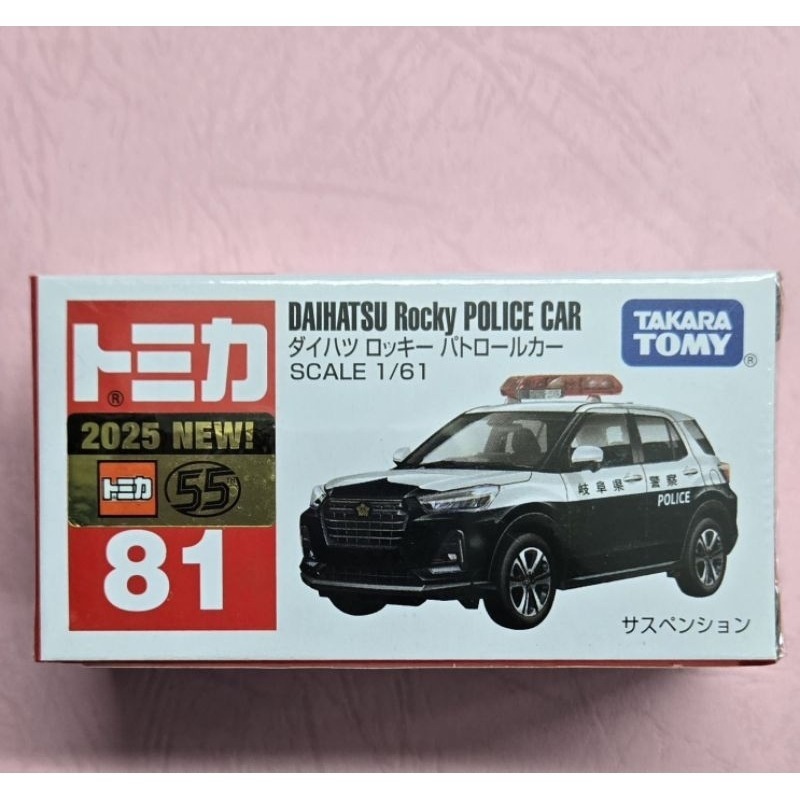 トミカ
®
2025 NEW!
トミカ
55TH
81
DAIHATSU Rocky POLICE CAR
ダイハツ ロッキー パトロールカー
SCALE 1/61
TAKARA
TOMY
®
岐阜県 警察
POLICE
サスペンション